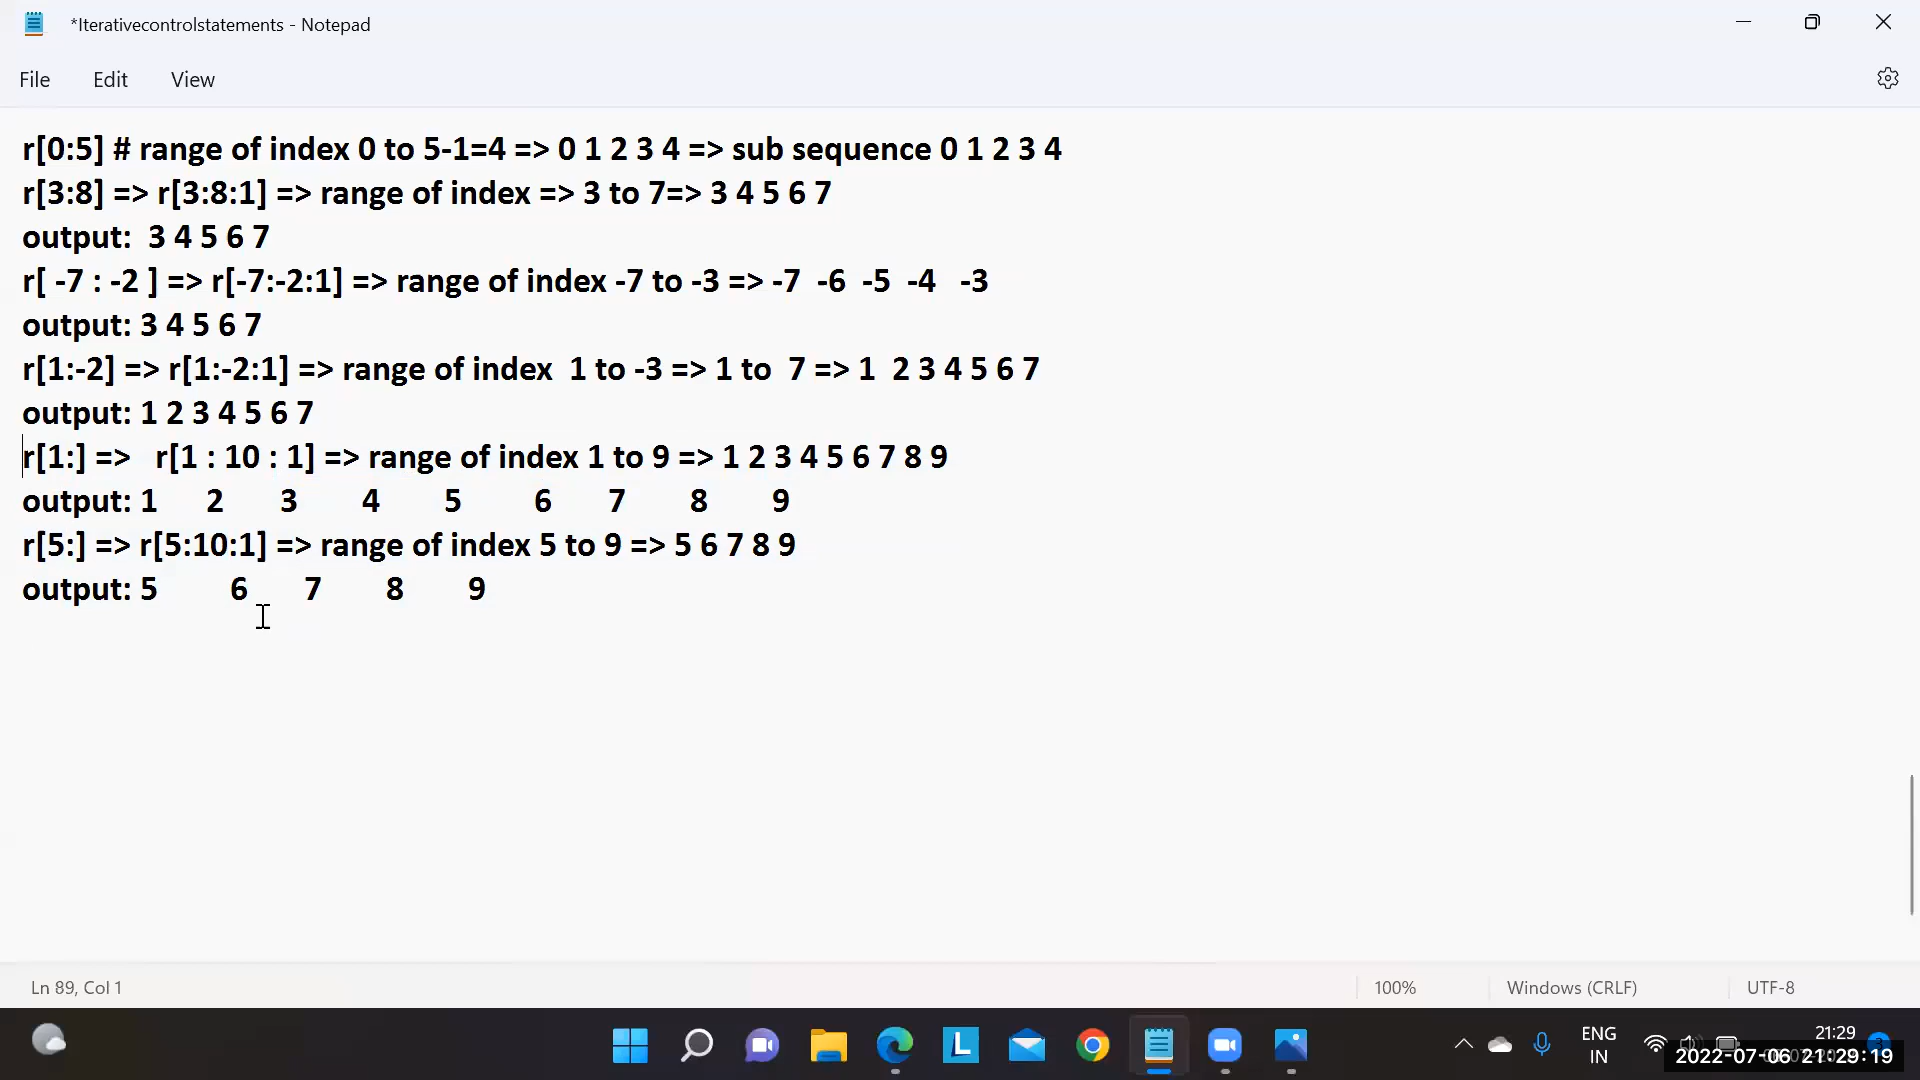 *Iterativecontrolstatements - Notepad
File Edit View
r[0:5] # range of index 0 to 5-1=4 => 0 1 2 3 4 => sub sequence 0 1 2 3 4
r[3:8] => r[3:8:1] => range of index => 3 to 7=> 3 4 5 6 7
output:  3 4 5 6 7
r[ -7 : -2 ] => r[-7:-2:1] => range of index -7 to -3 => -7  -6  -5  -4   -3
output: 3 4 5 6 7
r[1:-2] => r[1:-2:1] => range of index  1 to -3 => 1 to  7 => 1  2 3 4 5 6 7
output: 1 2 3 4 5 6 7
r[1:] =>   r[1 : 10 : 1] => range of index 1 to 9 => 1 2 3 4 5 6 7 8 9
output: 1 2 3 4 5 6 7 8 9
r[5:] => r[5:10:1] => range of index 5 to 9 => 5 6 7 8 9
output: 5 6 7 8 9
Ln 89, Col 1 100% Windows (CRLF) UTF-8
ENG 21:29
IN 2022-07-06 21:29:19